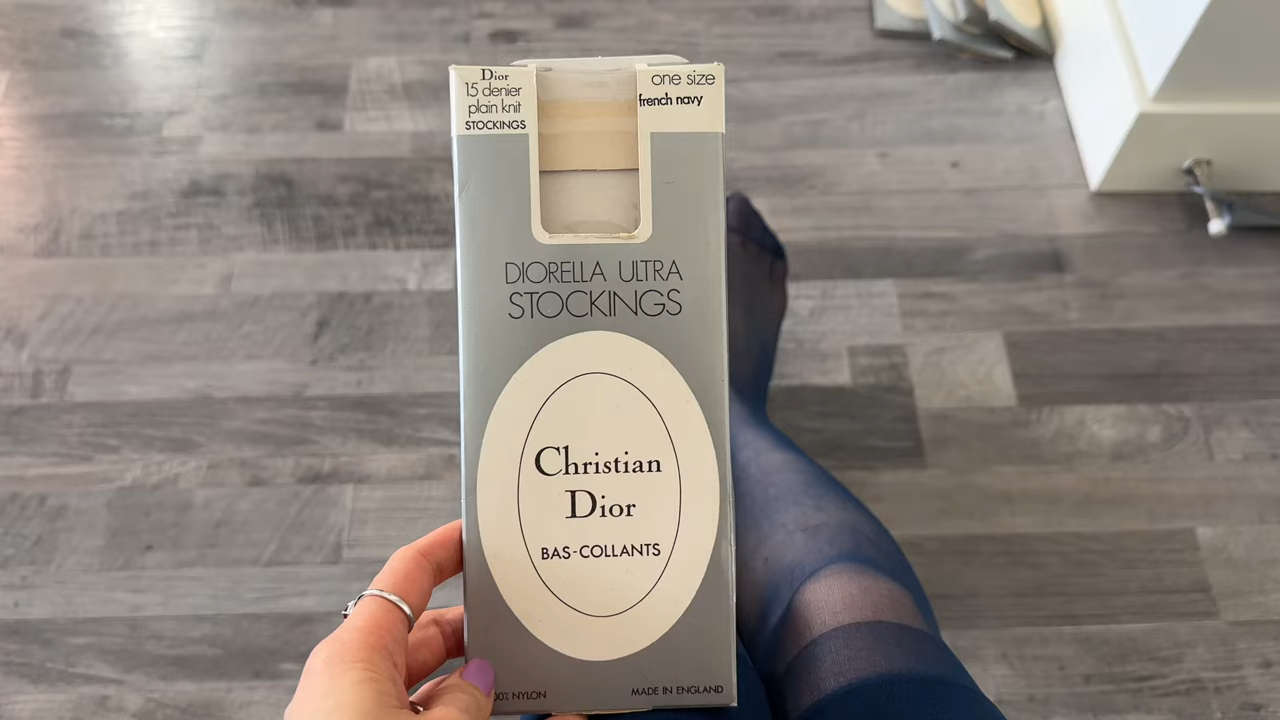 Dior
15 denier
plain knit
STOCKINGS
one size
french navy
DIORELLA ULTRA
STOCKINGS
Christian
Dior
BAS-COLLANTS
NYLON
MADE IN ENGLAND